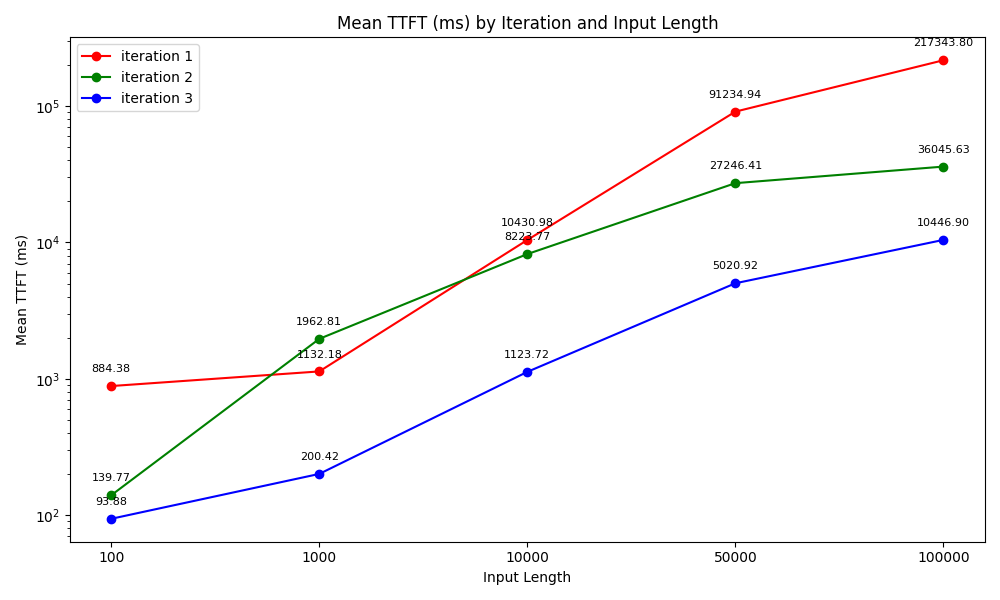 Mean TTFT (ms) by Iteration and Input Length
iteration 1
iteration 2
iteration 3
217343.80
91234.94
36045.63
27246.41
10430.98
8223.77
10446.90
5020.92
1962.81
1132.18
1123.72
884.38
200.42
139.77
93.88
10^5
10^4
10^3
10^2
Mean TTFT (ms)
100 1000 10000 50000 100000
Input Length